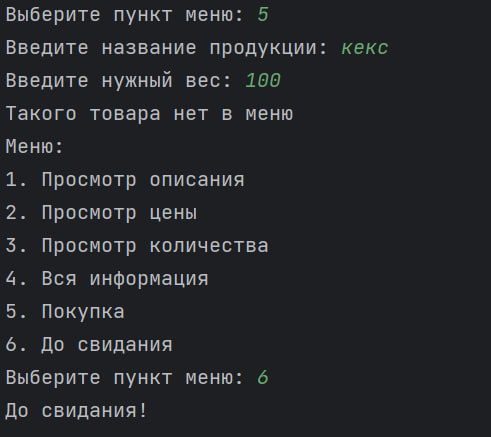 Выберите пункт меню: 5
Введите название продукции: кекс
Введите нужный вес: 100
Такого товара нет в меню
Меню:
1. Просмотр описания
2. Просмотр цены
3. Просмотр количества
4. Вся информация
5. Покупка
6. До свидания
Выберите пункт меню: 6
До свидания!